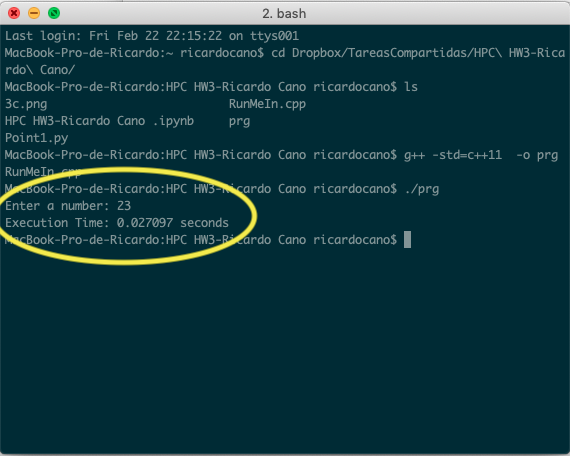 2. bash
Last login: Fri Feb 22 22:15:22 on ttys001
MacBook-Pro-de-Ricardo:~ ricardocano$ cd Dropbox/TareasCompartidas/HPC\ HW3-Rica
rdo\ Cano/
MacBook-Pro-de-Ricardo:HPC HW3-Ricardo Cano ricardocano$ ls
3c.png RunMeIn.cpp
HPC HW3-Ricardo Cano .ipynb prg
Point1.py
MacBook-Pro-de-Ricardo:HPC HW3-Ricardo Cano ricardocano$ g++ -std=c++11  -o prg
RunMeIn.cpp
MacBook-Pro-de-Ricardo:HPC HW3-Ricardo Cano ricardocano$ ./prg
Enter a number: 23
Execution Time: 0.027097 seconds
MacBook-Pro-de-Ricardo:HPC HW3-Ricardo Cano ricardocano$